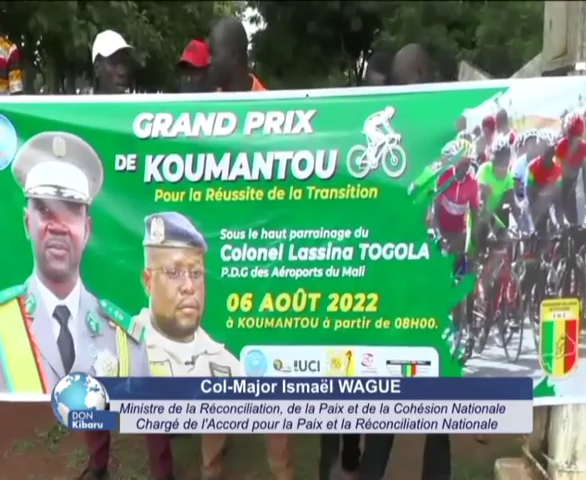 GRAND PRIX
DE KOUMANTOU
Pour la Réussite de la Transition
Sous le haut parrainage du
Colonel Lassina TOGOLA
P.D.G des Aéroports du Mali
06 AOÛT 2022
à KOUMANTOU à partir de 08H00.
UCI
Col-Major Ismaël WAGUE
Ministre de la Réconciliation, de la Paix et de la Cohésion Nationale
Chargé de l'Accord pour la Paix et la Réconciliation Nationale
DON
Kibaru